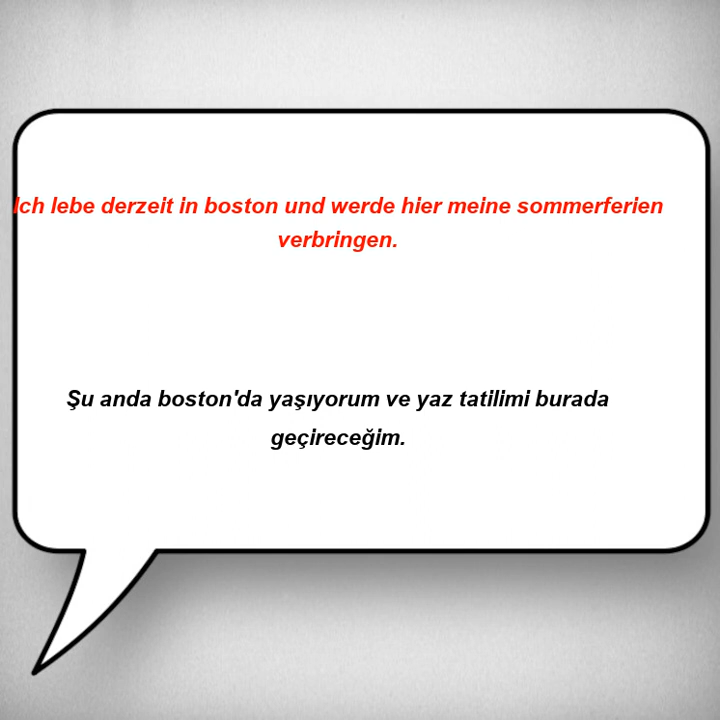 Ich lebe derzeit in boston und werde hier meine sommerferien
verbringen.
Şu anda boston'da yaşıyorum ve yaz tatilimi burada
geçireceğim.